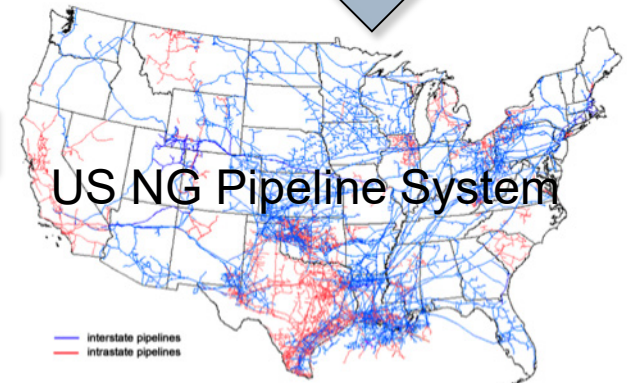 US NG Pipeline System
interstate pipelines
intrastate pipelines